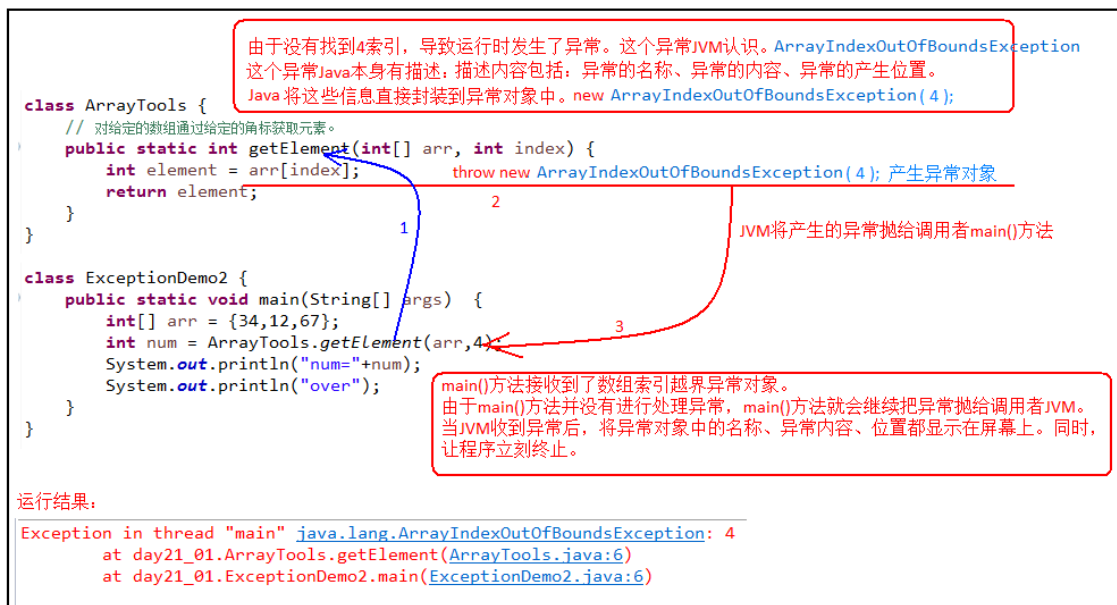 由于没有找到4索引，导致运行时发生了异常。这个异常JVM认识。ArrayIndexOutOfBoundsException
这个异常Java本身有描述：描述内容包括：异常的名称、异常的内容、异常的产生位置。
Java 将这些信息直接封装到异常对象中。new ArrayIndexOutOfBoundsException( 4 );
class ArrayTools {
// 对给定的数组通过给定的角标获取元素。
public static int getElement(int[] arr, int index) {
int element = arr[index];
throw new ArrayIndexOutOfBoundsException( 4 ); 产生异常对象
return element;
2
}
1
JVM将产生的异常抛给调用者main()方法
}
class ExceptionDemo2 {
public static void main(String[] args) {
int[] arr = {34,12,67};
3
int num = ArrayTools.getElement(arr,4);
System.out.println("num="+num);
System.out.println("over");
}
}
main()方法接收到了数组索引越界异常对象。
由于main()方法并没有进行处理异常，main()方法就会继续把异常抛给调用者JVM。
当JVM收到异常后，将异常对象中的名称、异常内容、位置都显示在屏幕上。同时，
让程序立刻终止。
运行结果：
Exception in thread "main" java.lang.ArrayIndexOutOfBoundsException: 4
at day21_01.ArrayTools.getElement(ArrayTools.java:6)
at day21_01.ExceptionDemo2.main(ExceptionDemo2.java:6)